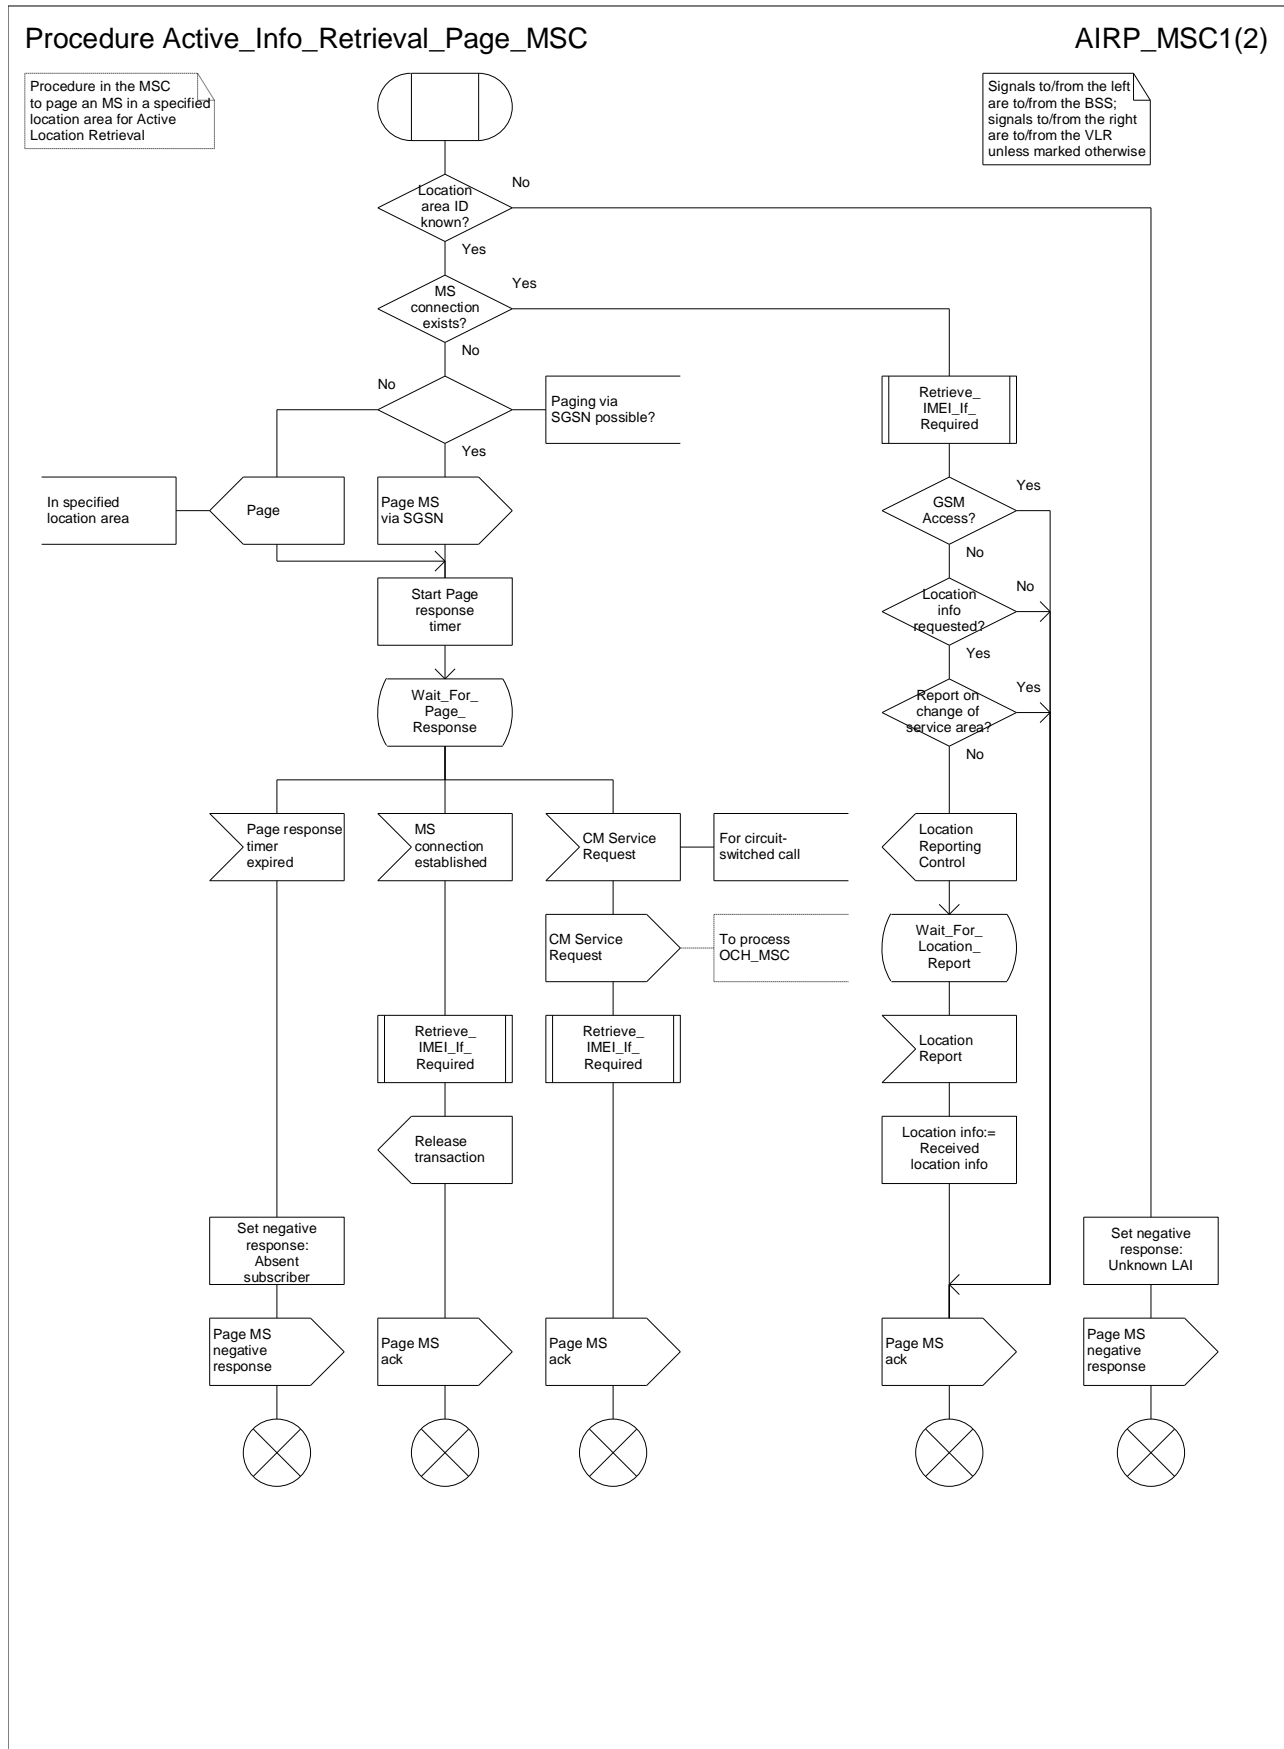 Procedure Active_Info_Retrieval_Page_MSC
AIRP_MSC1(2)
Procedure in the MSC
to page an MS in a specified
location area for Active
Location Retrieval
Signals to/from the left
are to/from the BSS;
signals to/from the right
are to/from the VLR
unless marked otherwise
Location
area ID
known?
No
Yes
MS
connection
exists?
Yes
No
No
Paging via
SGSN possible?
Yes
Retrieve_
IMEI_If_
Required
In specified
location area
Page
Page MS
via SGSN
GSM
Access?
Yes
No
Start Page
response
timer
Location
info
requested?
No
Yes
Wait_For_
Page_
Response
Report on
change of
service area?
Yes
No
Page response
timer
expired
MS
connection
established
CM Service
Request
For circuit-
switched call
Location
Reporting
Control
CM Service
Request
To process
OCH_MSC
Wait_For_
Location_
Report
Retrieve_
IMEI_If_
Required
Retrieve_
IMEI_If_
Required
Location
Report
Release
transaction
Location info:=
Received
location info
Set negative
response:
Absent
subscriber
Set negative
response:
Unknown LAI
Page MS
negative
response
Page MS
ack
Page MS
ack
Page MS
ack
Page MS
negative
response